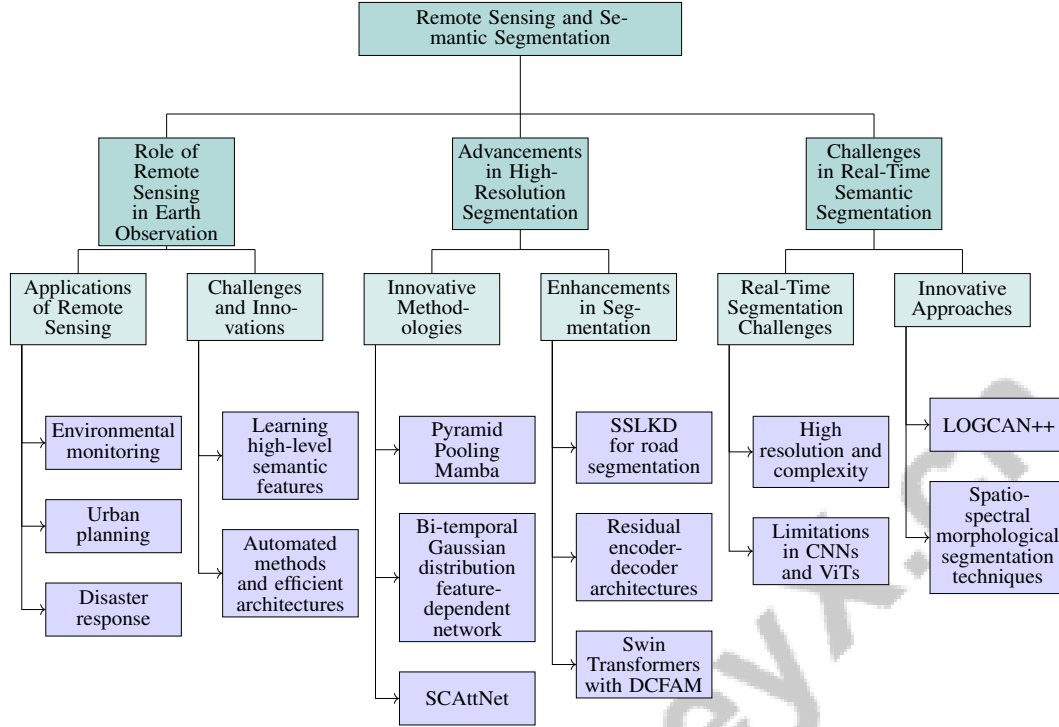 Remote Sensing and Se-
mantic Segmentation
Role of
Remote
Sensing
in Earth
Observation
Advancements
in High-
Resolution
Segmentation
Challenges
in Real-Time
Semantic
Segmentation
Applications
of Remote
Sensing
Challenges
and Inno-
vations
Innovative
Method-
ologies
Enhancements
in Seg-
mentation
Real-Time
Segmentation
Challenges
Innovative
Approaches
Environmental
monitoring
Urban
planning
Disaster
response
Learning
high-level
semantic
features
Automated
methods
and efficient
architectures
Pyramid
Pooling
Mamba
Bi-temporal
Gaussian
distribution
feature-
dependent
network
SCAttNet
SSLKD
for road
segmentation
Residual
encoder-
decoder
architectures
Swin
Transformers
with DCFAM
High
resolution and
complexity
Limitations
in CNNs
and ViTs
LOGCAN++
Spatio-
spectral
morphological
segmentation
techniques